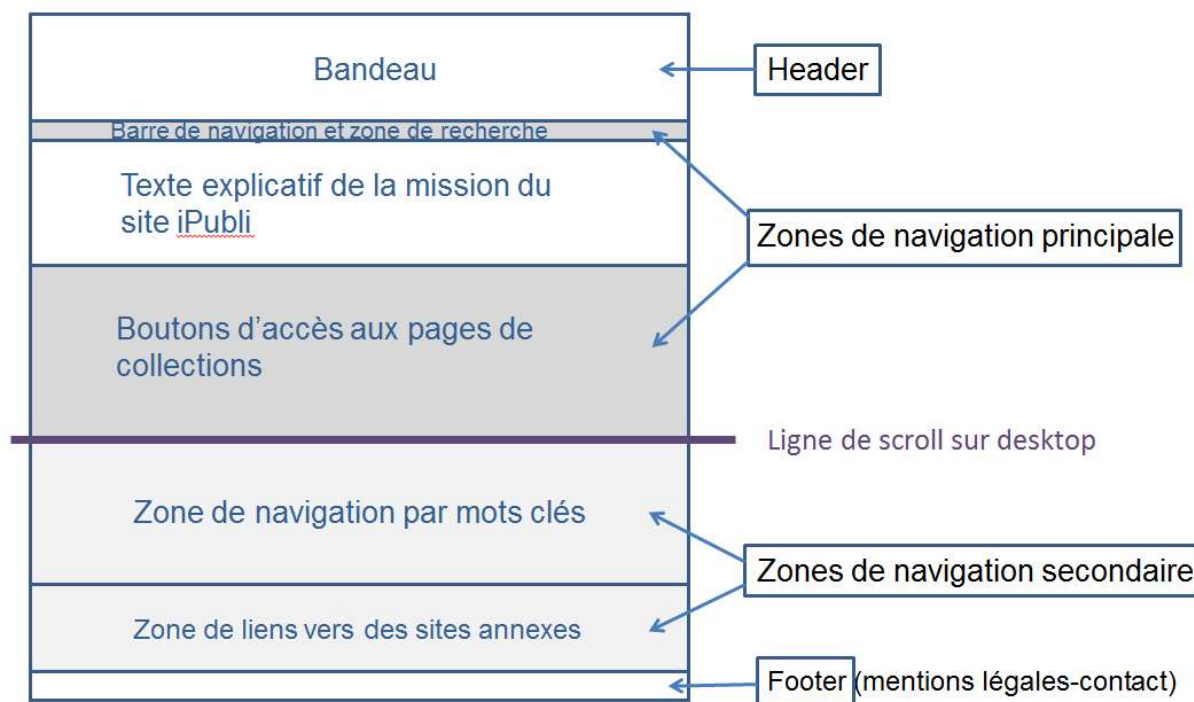 Bandeau
Header
Barre de navigation et zone de recherche
Texte explicatif de la mission du
site iPubli
Zones de navigation principale
Boutons d’accès aux pages de
collections
Ligne de scroll sur desktop
Zone de navigation par mots clés
Zones de navigation secondaire
Zone de liens vers des sites annexes
Footer (mentions légales-contact)